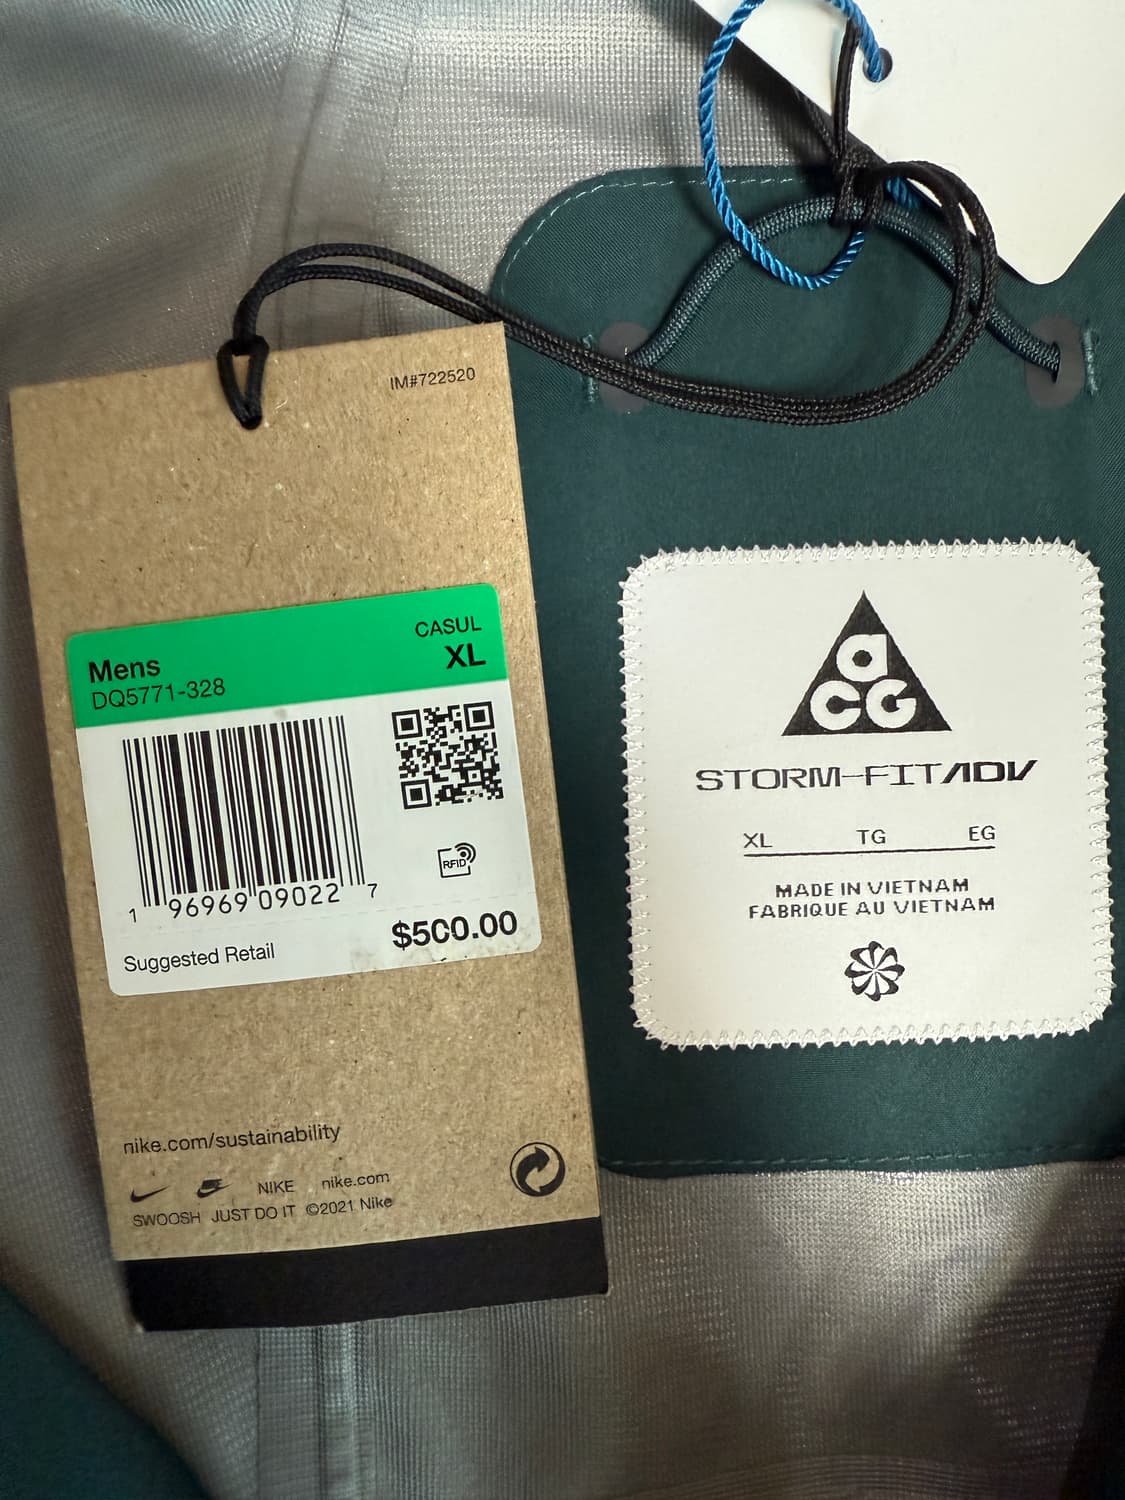 IM#722520
CASUL
Mens XL
DQ5771-328
RFID
1 96969 09022 7
$500.00
Suggested Retail
nike.com/sustainability
NIKE nike.com
SWOOSH JUST DO IT ©2021 Nike
a
CG
STORM-FIT ADV
XL TG EG
MADE IN VIETNAM
FABRIQUE AU VIETNAM